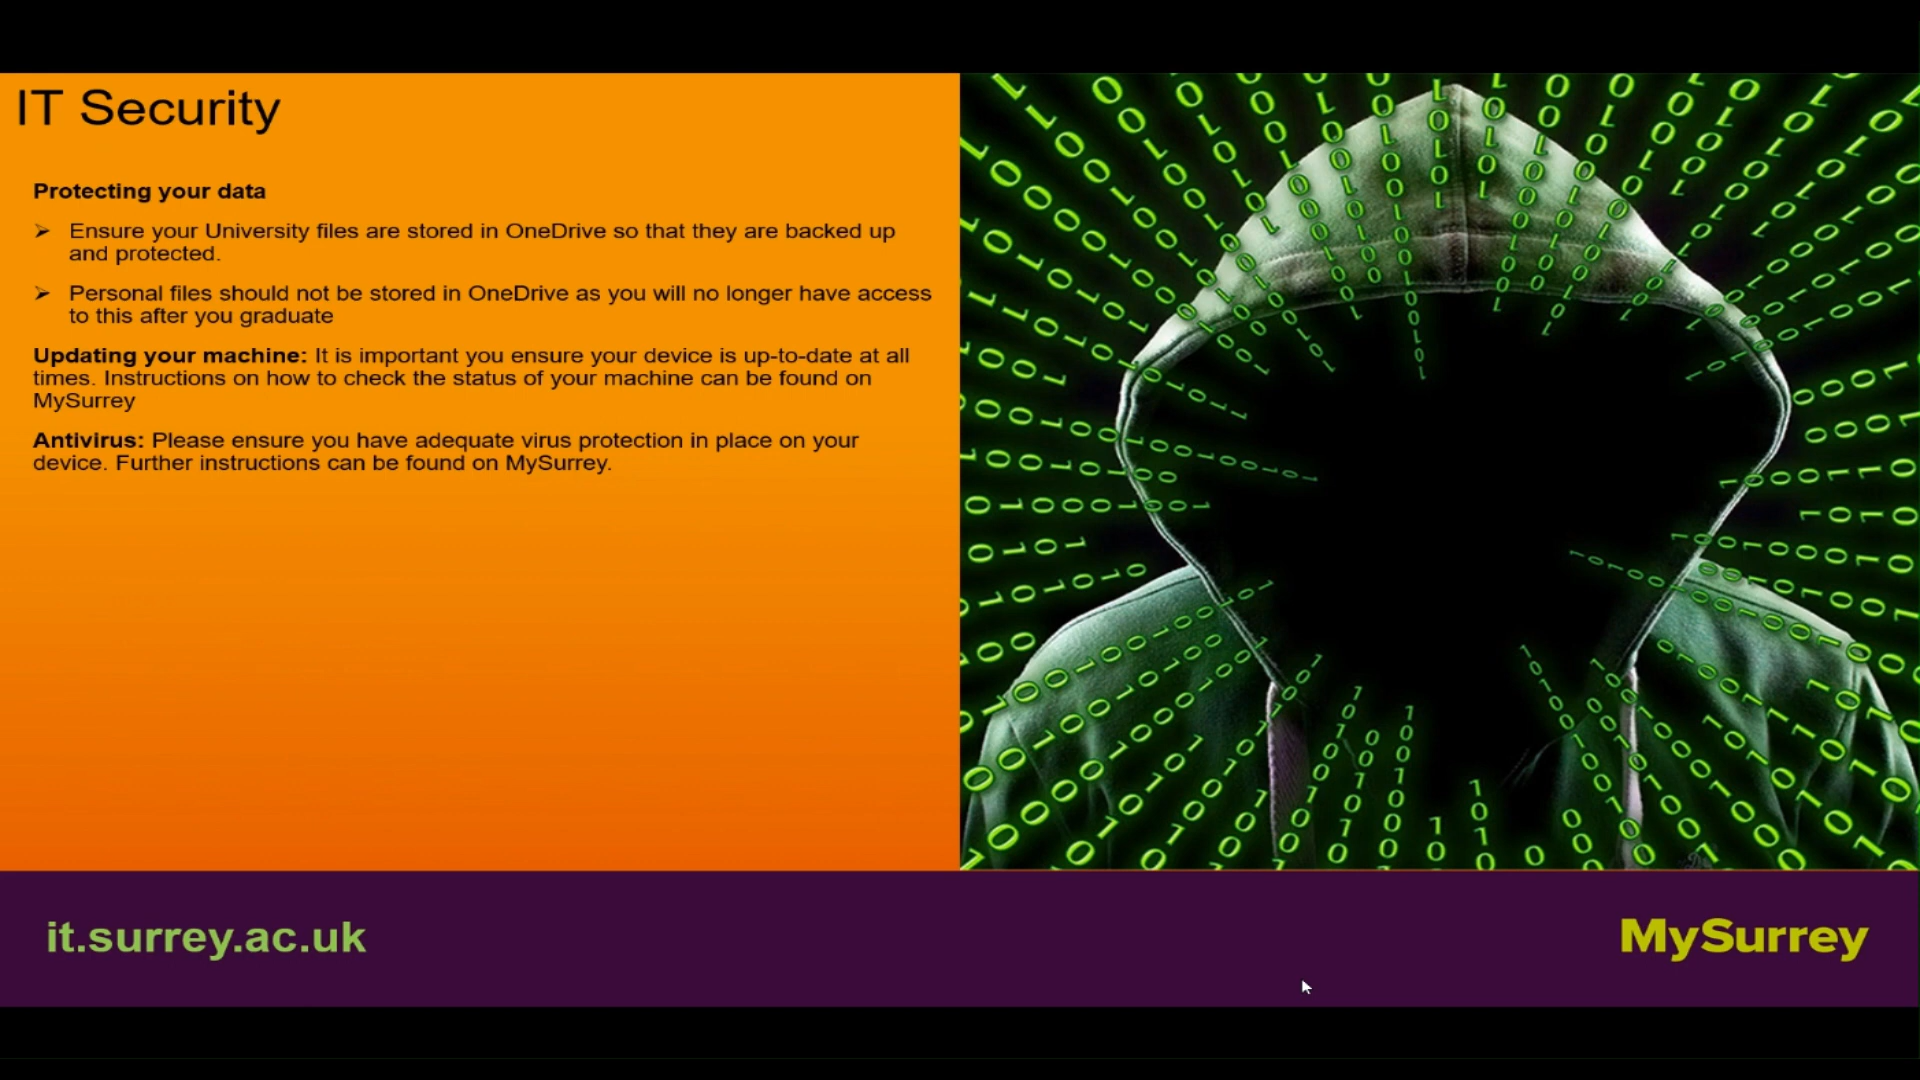 IT Security
Protecting your data
➢ Ensure your University files are stored in OneDrive so that they are backed up
and protected.
➢ Personal files should not be stored in OneDrive as you will no longer have access
to this after you graduate
Updating your machine: It is important you ensure your device is up-to-date at all
times. Instructions on how to check the status of your machine can be found on
MySurrey
Antivirus: Please ensure you have adequate virus protection in place on your
device. Further instructions can be found on MySurrey.
it.surrey.ac.uk
MySurrey